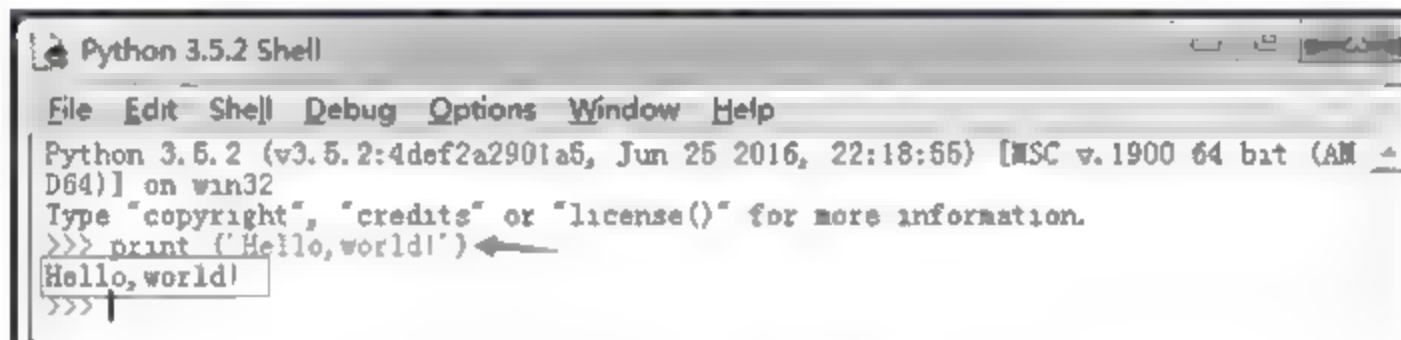 Python 3.5.2 Shell
File Edit Shell Debug Options Window Help
Python 3.5.2 (v3.5.2:4def2a2901a5, Jun 25 2016, 22:18:55) [MSC v.1900 64 bit (AM
D64)] on win32
Type "copyright", "credits" or "license()" for more information.
>>> print ('Hello,world!')
Hello,world!
>>>